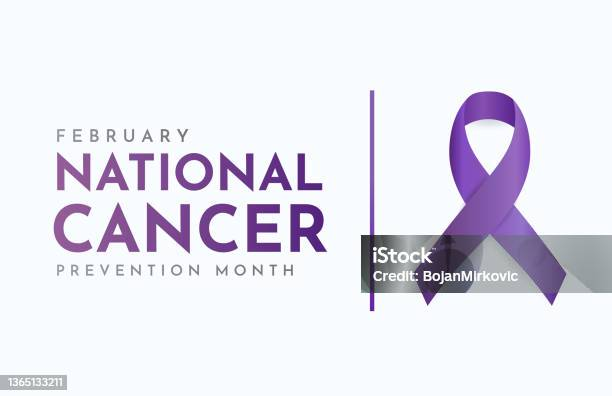 FEBRUARY
NATIONAL
CANCER
PREVENTION MONTH
iStock
Credit: BojanMirkovic
1365133211